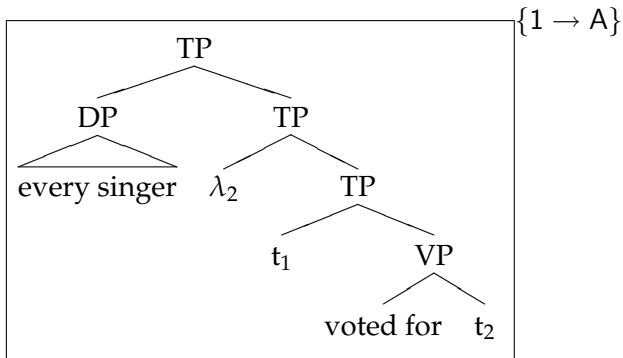 {1 → A}
TP
DP TP
every singer λ₂ TP
t₁ VP
voted for t₂